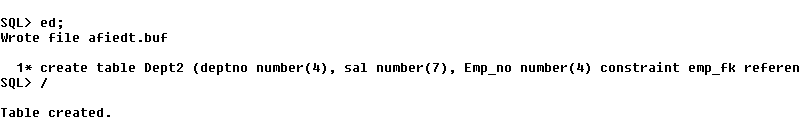 SQL> ed;
Wrote file afiedt.buf
1* create table Dept2 (deptno number(4), sal number(7), Emp_no number(4) constraint emp_fk referen
SQL> /
Table created.